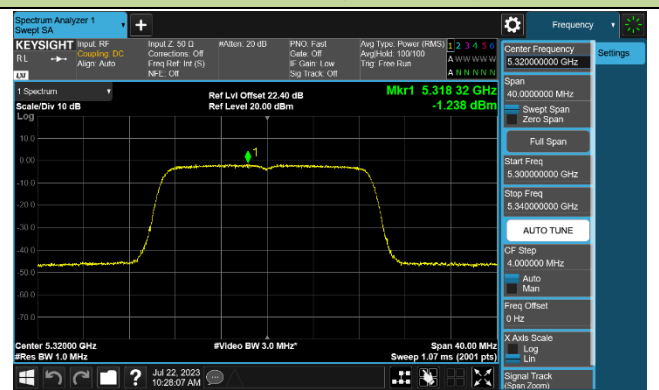 Spectrum Analyzer 1
Swept SA
+
Frequency
KEYSIGHT
RL
LXI
Input: RF
Coupling: DC
Align: Auto
Input Z: 50 Ω
Corrections: Off
Freq Ref: Int (S)
NFE: Off
#Atten: 20 dB
PNO: Fast
Gate: Off
IF Gain: Low
Sig Track: Off
Avg Type: Power (RMS)
Avg|Hold: 100/100
Trig: Free Run
1 2 3 4 5 6
A W W W W W
A N N N N N
Center Frequency
5.320000000 GHz
Settings
Span
40.0000000 MHz
Swept Span
Zero Span
Full Span
Start Freq
5.300000000 GHz
Stop Freq
5.340000000 GHz
AUTO TUNE
CF Step
4.000000 MHz
Auto
Man
Freq Offset
0 Hz
X Axis Scale
Log
Lin
Signal Track
(Span Zoom)
1 Spectrum
Scale/Div 10 dB
Log
Ref Lvl Offset 22.40 dB
Ref Level 20.00 dBm
Mkr1 5.318 32 GHz
-1.238 dBm
1
10.0
0.00
-10.0
-20.0
-30.0
-40.0
-50.0
-60.0
-70.0
Center 5.32000 GHz
#Res BW 1.0 MHz
#Video BW 3.0 MHz*
Span 40.00 MHz
Sweep 1.07 ms (2001 pts)
?
Jul 22, 2023
10:28:07 AM